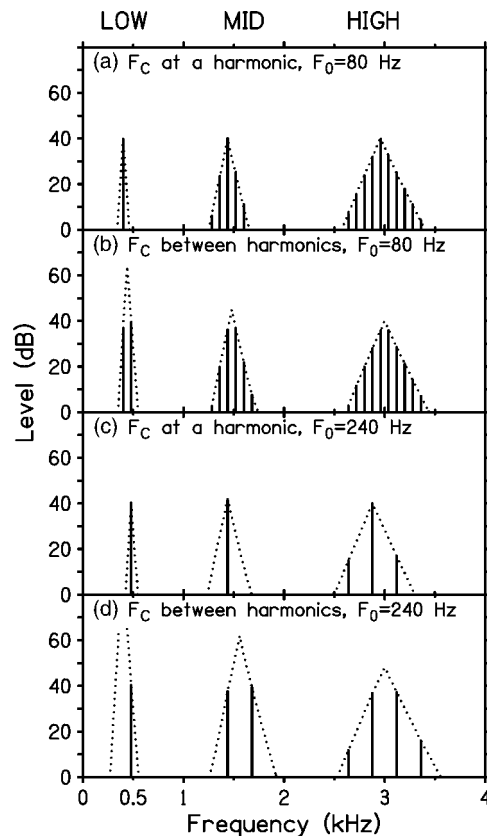 LOW MID HIGH
(a) F_C at a harmonic, F_0=80 Hz
60
40
20
0
(b) F_C between harmonics, F_0=80 Hz
60
40
20
0
(c) F_C at a harmonic, F_0=240 Hz
60
40
20
0
(d) F_C between harmonics, F_0=240 Hz
60
40
20
0
Level (dB)
0 0.5 1 1.5 2 3 4
Frequency (kHz)